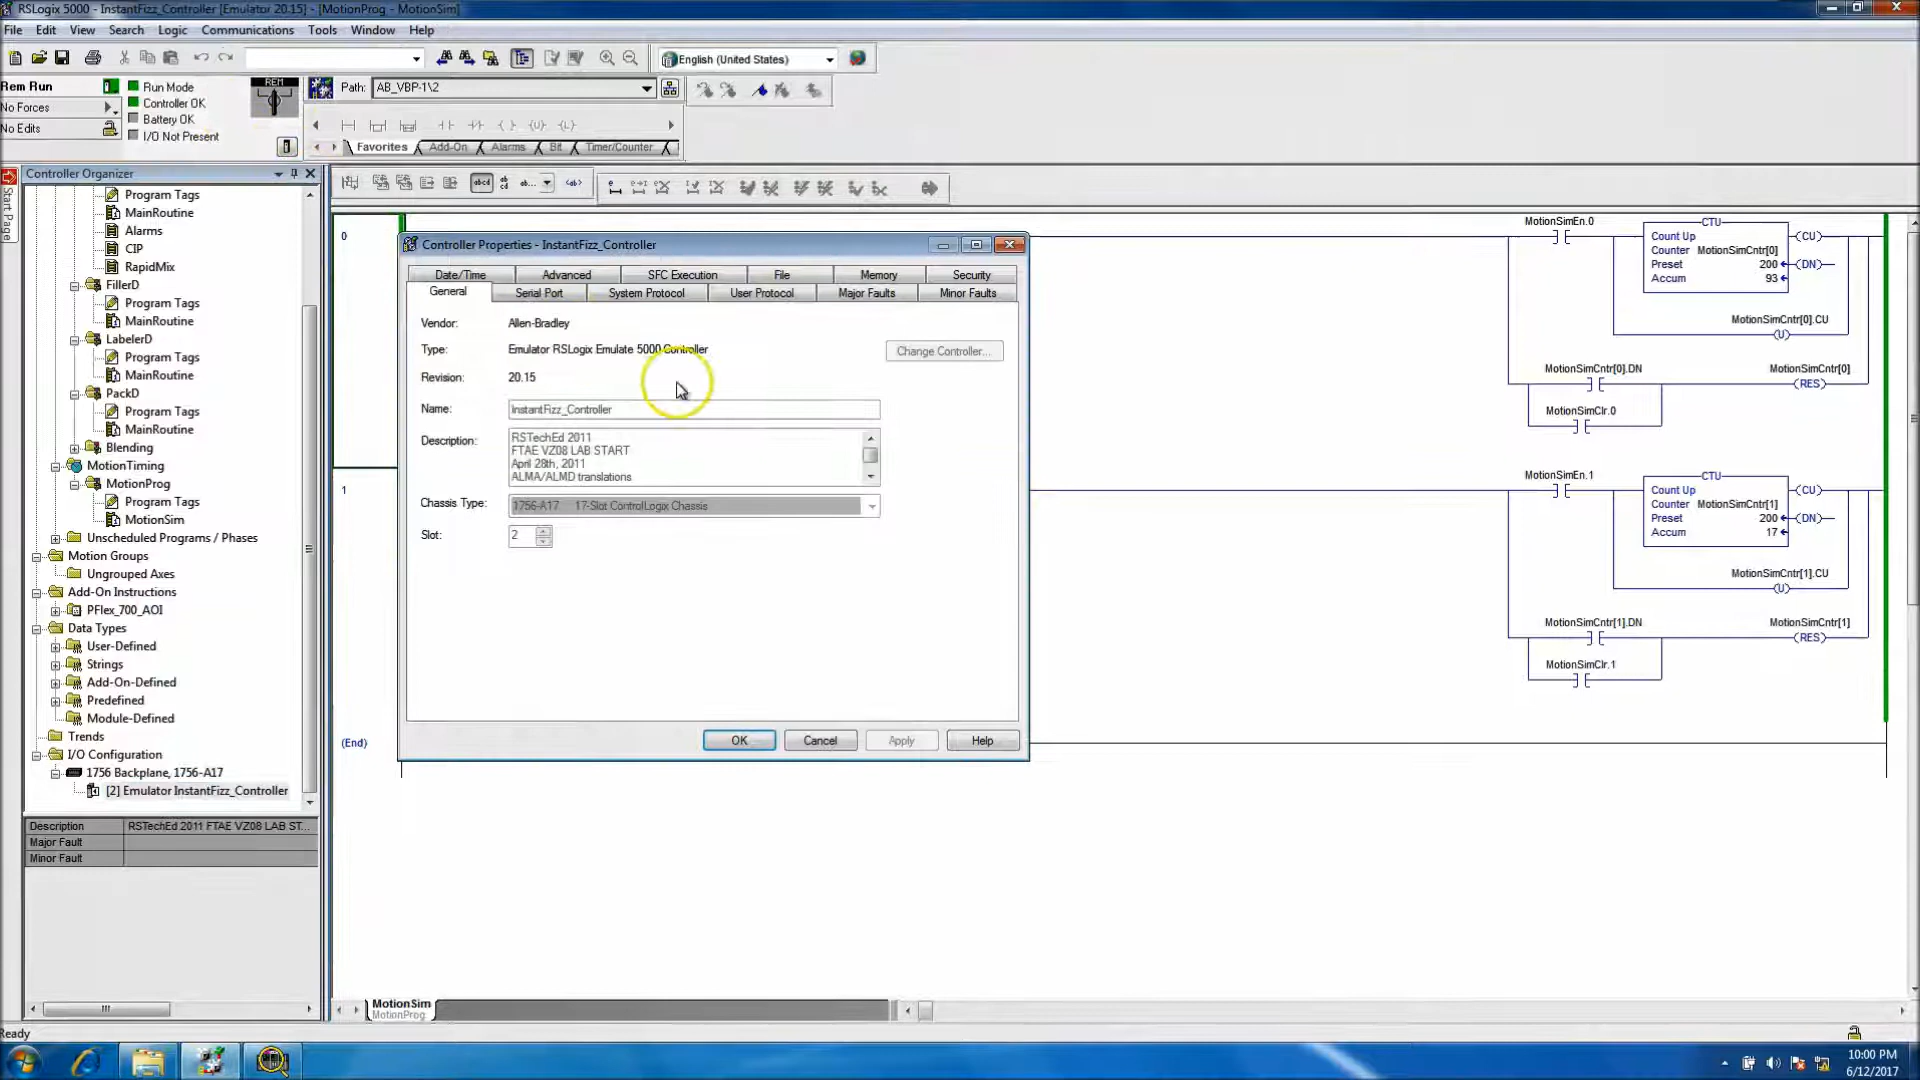 RSLogix 5000 - InstantFizz_Controller [Emulator 20.15] - [MotionProg - MotionSim]
File Edit View Search Logic Communications Tools Window Help
English (United States)
Rem Run
No Forces
No Edits
Run Mode
Controller OK
Battery OK
I/O Not Present
REM
Path: AB_VBP-1\2
Favorites Add-On Alarms Bit Timer/Counter
Start Page
Controller Organizer
Program Tags
MainRoutine
Alarms
CIP
RapidMix
FillerD
Program Tags
MainRoutine
LabelerD
Program Tags
MainRoutine
PackD
Program Tags
MainRoutine
Blending
MotionTiming
MotionProg
Program Tags
MotionSim
Unscheduled Programs / Phases
Motion Groups
Ungrouped Axes
Add-On Instructions
PFlex_700_AOI
Data Types
User-Defined
Strings
Add-On-Defined
Predefined
Module-Defined
Trends
I/O Configuration
1756 Backplane, 1756-A17
[2] Emulator InstantFizz_Controller
Description RSTechEd 2011 FTAE VZ08 LAB ST...
Major Fault
Minor Fault
Controller Properties - InstantFizz_Controller
Date/Time Advanced SFC Execution File Memory Security
General Serial Port System Protocol User Protocol Major Faults Minor Faults
Vendor: Allen-Bradley
Type: Emulator RSLogix Emulate 5000 Controller
Change Controller...
Revision: 20.15
Name: InstantFizz_Controller
Description: RSTechEd 2011
FTAE VZ08 LAB START
April 28th, 2011
ALMA/ALMD translations
Chassis Type: 1756-A17 17-Slot ControlLogix Chassis
Slot: 2
OK Cancel Apply Help
0
MotionSimEn.0
CTU
Count Up
Counter MotionSimCntr[0]
Preset 200
Accum 93
(CU)
(DN)
MotionSimCntr[0].CU
(U)
MotionSimCntr[0].DN
MotionSimCntr[0]
(RES)
MotionSimClr.0
1
MotionSimEn.1
CTU
Count Up
Counter MotionSimCntr[1]
Preset 200
Accum 17
(CU)
(DN)
MotionSimCntr[1].CU
(U)
MotionSimCntr[1].DN
MotionSimCntr[1]
(RES)
MotionSimClr.1
(End)
MotionSim
MotionProg
Ready
10:00 PM
6/12/2017